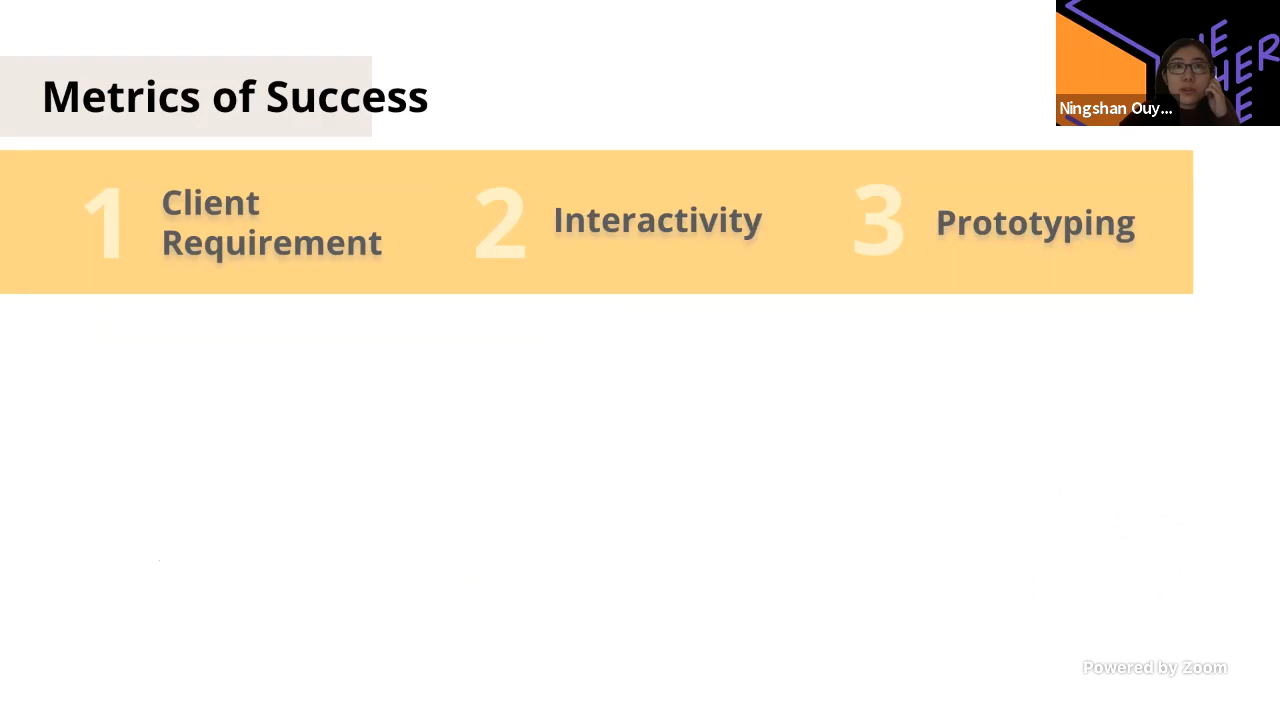 Metrics of Success
Ningshan Ouy...
1
Client
Requirement
2
Interactivity
3
Prototyping
Powered by Zoom